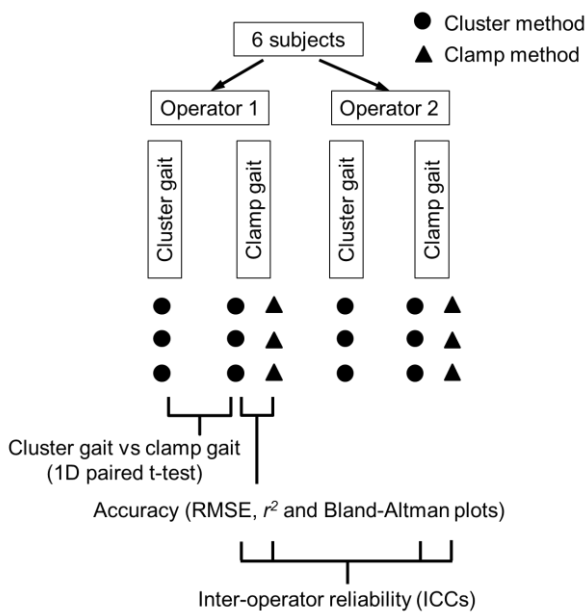 6 subjects
Cluster method
Clamp method
Operator 1
Operator 2
Cluster gait
Clamp gait
Cluster gait
Clamp gait
Cluster gait vs clamp gait
(1D paired t-test)
Accuracy (RMSE, r² and Bland-Altman plots)
Inter-operator reliability (ICCs)